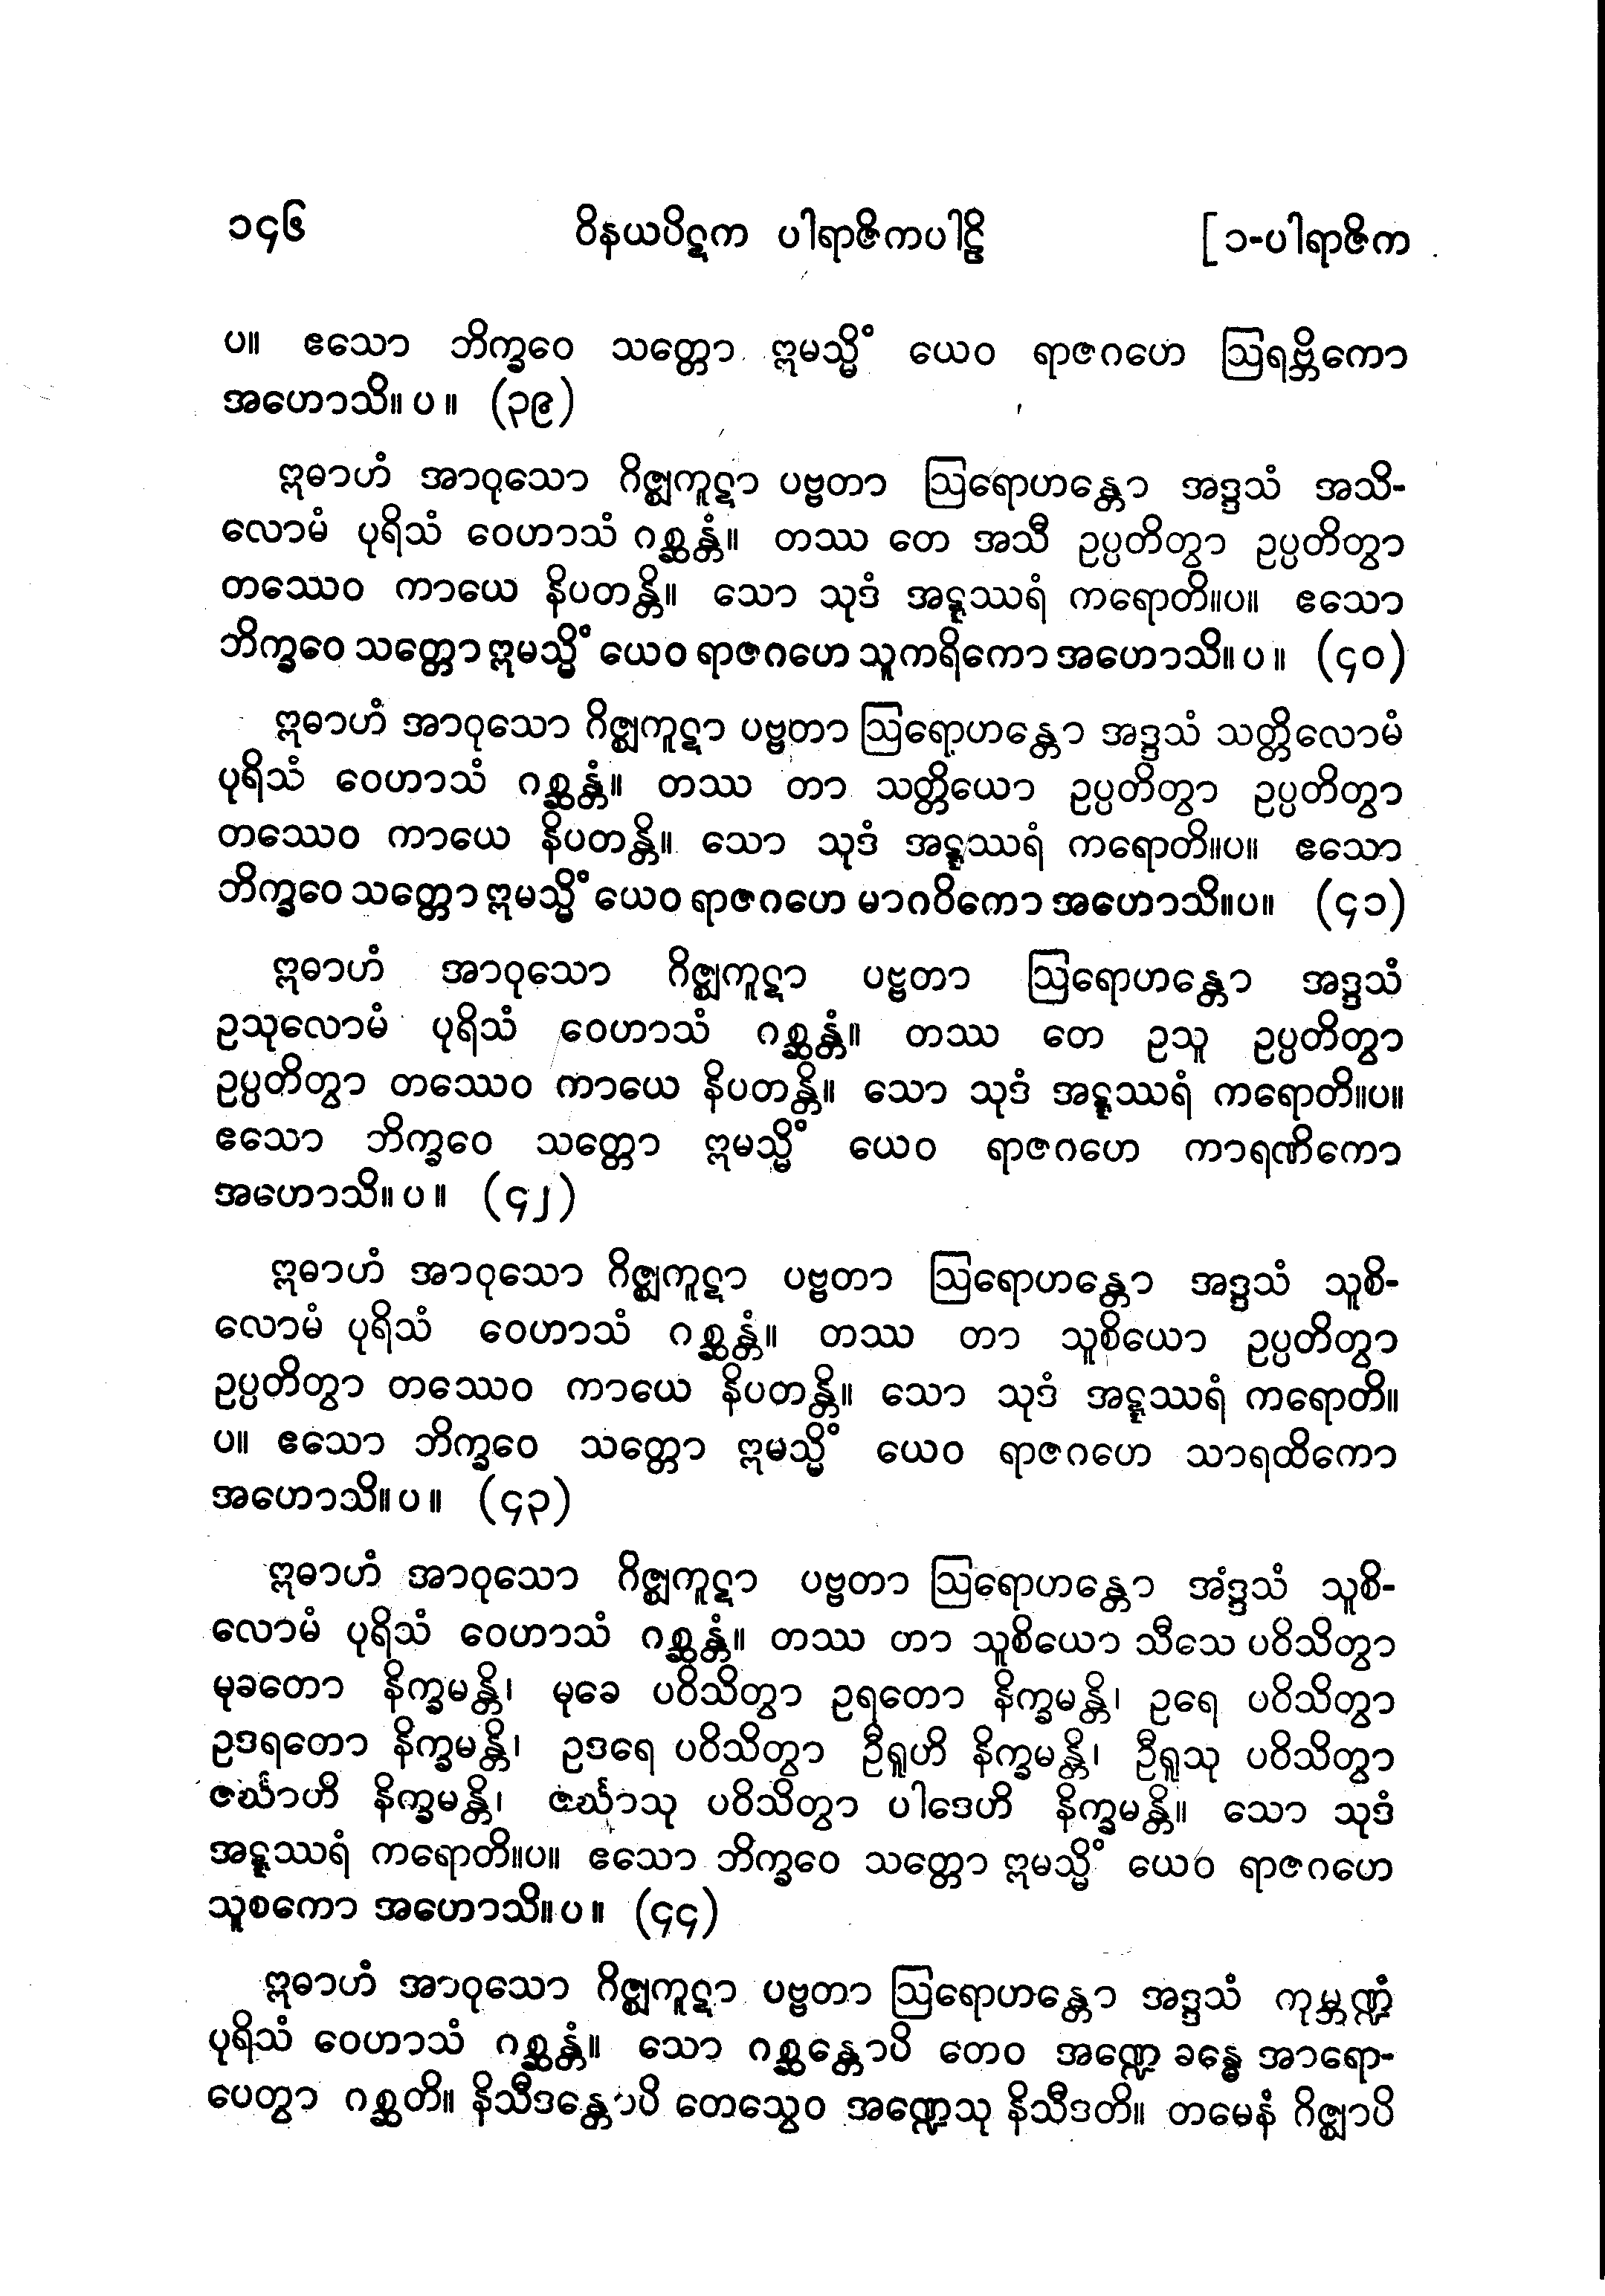 ၁၄၆ ဝိနယပိဋက ပါရာဇိကပါဠိ [၁-ပါရာဇိက
ပ။ ဧသော ဘိက္ခဝေ သတ္တော ဣမသ္မိံ ယေဝ ရာဇဂဟေ ဩရဗ္ဘိကော
အဟောသိ။ပ။ (၃၉)
ဣဓာဟံ အာဝုသော ဂိဇ္ဈကူဋာ ပဗ္ဗတာ ဩရောဟန္တော အဒ္ဒသံ အသိ-
လောမံ ပုရိသံ ဝေဟာသံ ဂစ္ဆန္တံ။ တဿ တေ အသီ ဥပ္ပတိတွာ ဥပ္ပတိတွာ
တဿေဝ ကာယေ နိပတန္တိ။ သော သုဒံ အဋ္ဋဿရံ ကရောတိ။ပ။ ဧသော
ဘိက္ခဝေ သတ္တော ဣမသ္မိံ ယေဝ ရာဇဂဟေ သူကရိကော အဟောသိ။ပ။ (၄၀)
ဣဓာဟံ အာဝုသော ဂိဇ္ဈကူဋာ ပဗ္ဗတာ ဩရောဟန္တော အဒ္ဒသံ သတ္တိလောမံ
ပုရိသံ ဝေဟာသံ ဂစ္ဆန္တံ။ တဿ တာ သတ္တိယော ဥပ္ပတိတွာ ဥပ္ပတိတွာ
တဿေဝ ကာယေ နိပတန္တိ။ သော သုဒံ အဋ္ဋဿရံ ကရောတိ။ပ။ ဧသော
ဘိက္ခဝေ သတ္တော ဣမသ္မိံ ယေဝ ရာဇဂဟေ မာဂဝိကော အဟောသိ။ပ။ (၄၁)
ဣဓာဟံ အာဝုသော ဂိဇ္ဈကူဋာ ပဗ္ဗတာ ဩရောဟန္တော အဒ္ဒသံ
ဥသုလောမံ ပုရိသံ ဝေဟာသံ ဂစ္ဆန္တံ။ တဿ တေ ဥသူ ဥပ္ပတိတွာ
ဥပ္ပတိတွာ တဿေဝ ကာယေ နိပတန္တိ။ သော သုဒံ အဋ္ဋဿရံ ကရောတိ။ပ။
ဧသော ဘိက္ခဝေ သတ္တော ဣမသ္မိံ ယေဝ ရာဇဂဟေ ကာရဏိကော
အဟောသိ။ပ။ (၄၂)
ဣဓာဟံ အာဝုသော ဂိဇ္ဈကူဋာ ပဗ္ဗတာ ဩရောဟန္တော အဒ္ဒသံ သူစိ-
လောမံ ပုရိသံ ဝေဟာသံ ဂစ္ဆန္တံ။ တဿ တာ သူစိယော ဥပ္ပတိတွာ
ဥပ္ပတိတွာ တဿေဝ ကာယေ နိပတန္တိ။ သော သုဒံ အဋ္ဋဿရံ ကရောတိ။
ပ။ ဧသော ဘိက္ခဝေ သတ္တော ဣမသ္မိံ ယေဝ ရာဇဂဟေ သာရထိကော
အဟောသိ။ပ။ (၄၃)
ဣဓာဟံ အာဝုသော ဂိဇ္ဈကူဋာ ပဗ္ဗတာ ဩရောဟန္တော အဒ္ဒသံ သူစိ-
လောမံ ပုရိသံ ဝေဟာသံ ဂစ္ဆန္တံ။ တဿ တာ သူစိယော သီသေ ပဝိသိတွာ
မုခတော နိက္ခမန္တိ၊ မုခေ ပဝိသိတွာ ဥရတော နိက္ခမန္တိ၊ ဥရေ ပဝိသိတွာ
ဥဒရတော နိက္ခမန္တိ၊ ဥဒရေ ပဝိသိတွာ ဦရူဟိ နိက္ခမန္တိ၊ ဦရူသု ပဝိသိတွာ
ဇင်္ဃာဟိ နိက္ခမန္တိ၊ ဇင်္ဃာသု ပဝိသိတွာ ပါဒေဟိ နိက္ခမန္တိ။ သော သုဒံ
အဋ္ဋဿရံ ကရောတိ။ပ။ ဧသော ဘိက္ခဝေ သတ္တော ဣမသ္မိံ ယေဝ ရာဇဂဟေ
သူစကော အဟောသိ။ပ။ (၄၄)
ဣဓာဟံ အာဝုသော ဂိဇ္ဈကူဋာ ပဗ္ဗတာ ဩရောဟန္တော အဒ္ဒသံ ကုမ္ဘဏ္ဍံ
ပုရိသံ ဝေဟာသံ ဂစ္ဆန္တံ။ သော ဂစ္ဆန္တောပိ တေဝ အဏ္ဍေ ခန္ဓေ အာရော-
ပေတွာ ဂစ္ဆတိ။ နိသီဒန္တောပိ တေသွေဝ အဏ္ဍေသု နိသီဒတိ။ တမေနံ ဂိဇ္ဈာပိ